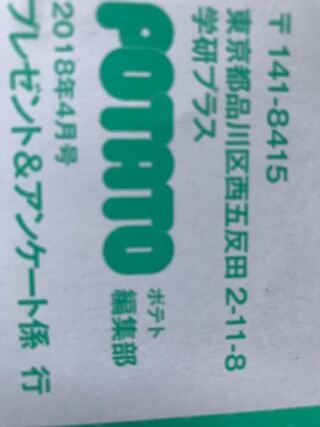 〒141-8415
東京都品川区西五反田 2-11-8
学研プラス
POTATO ポテト 編集部
2018年4月号
プレゼント&アンケート係 行